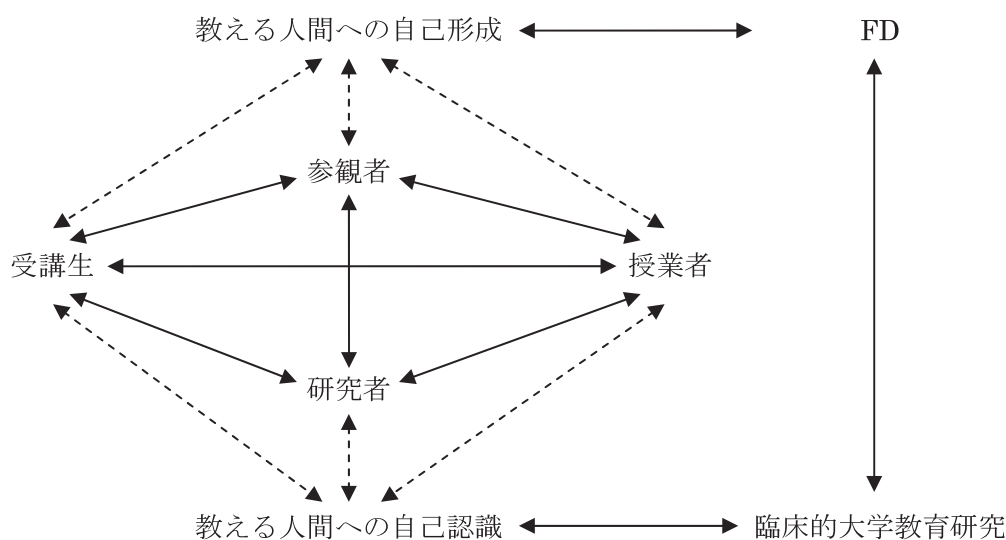 教える人間への自己形成
FD
参観者
受講生
授業者
研究者
教える人間への自己認識
臨床的大学教育研究